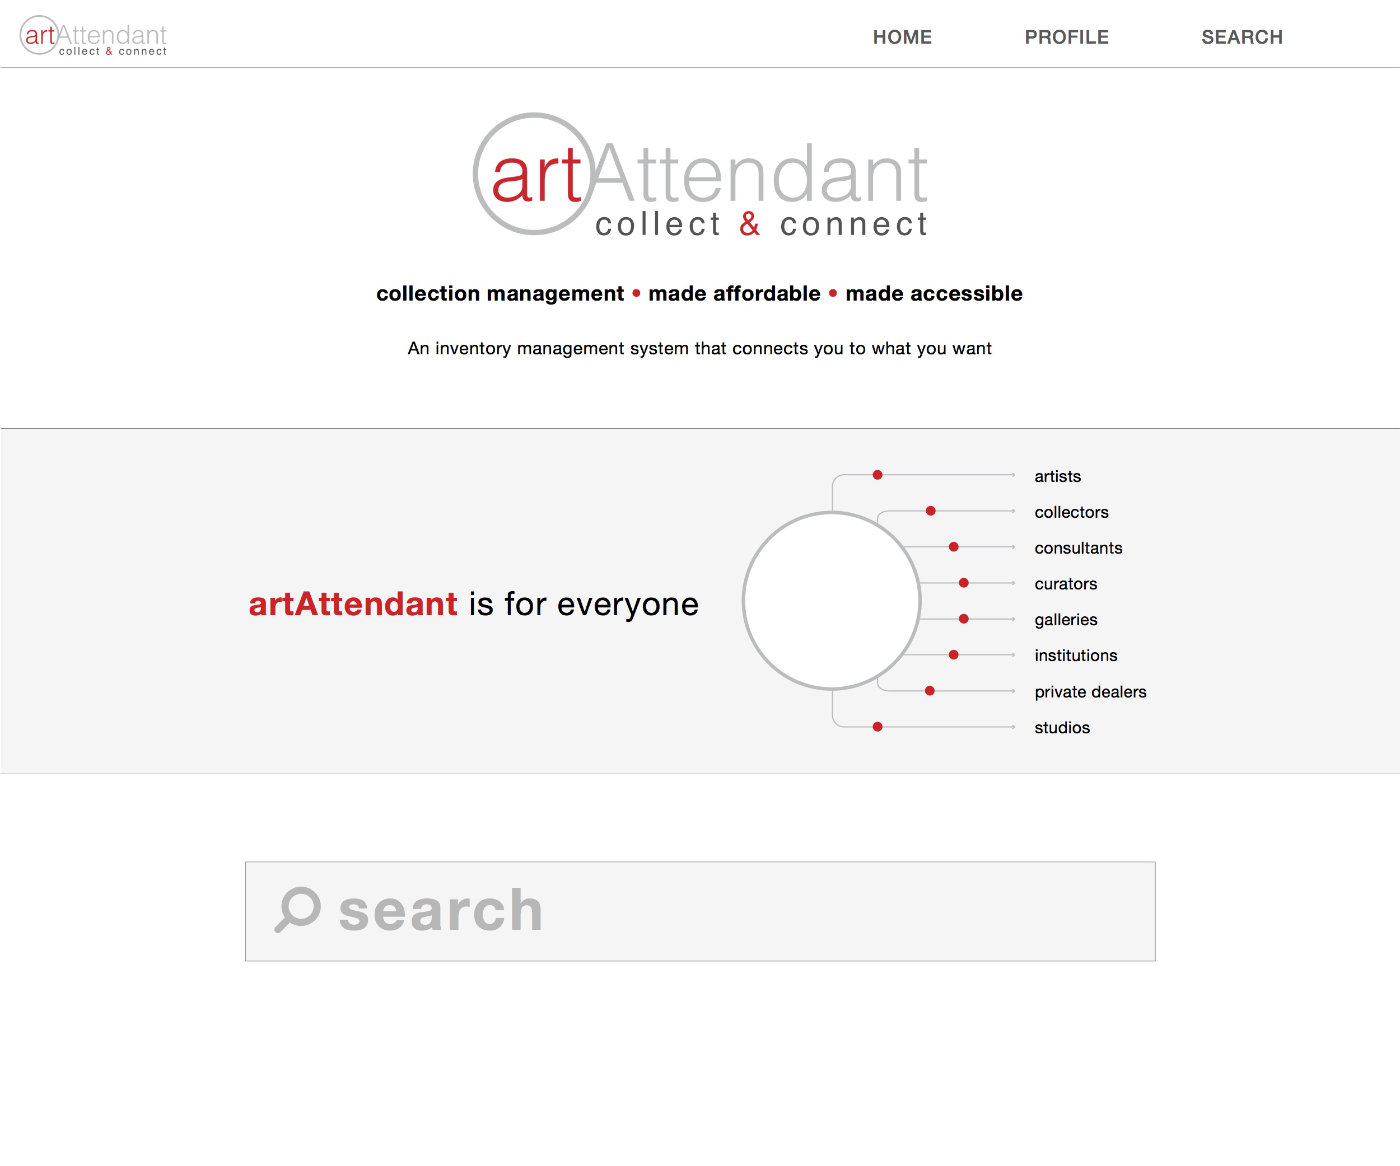 artAttendant
collect & connect
HOME PROFILE SEARCH
artAttendant
collect & connect
collection management • made affordable • made accessible
An inventory management system that connects you to what you want
artists
collectors
consultants
curators
artAttendant is for everyone
galleries
institutions
private dealers
studios
search